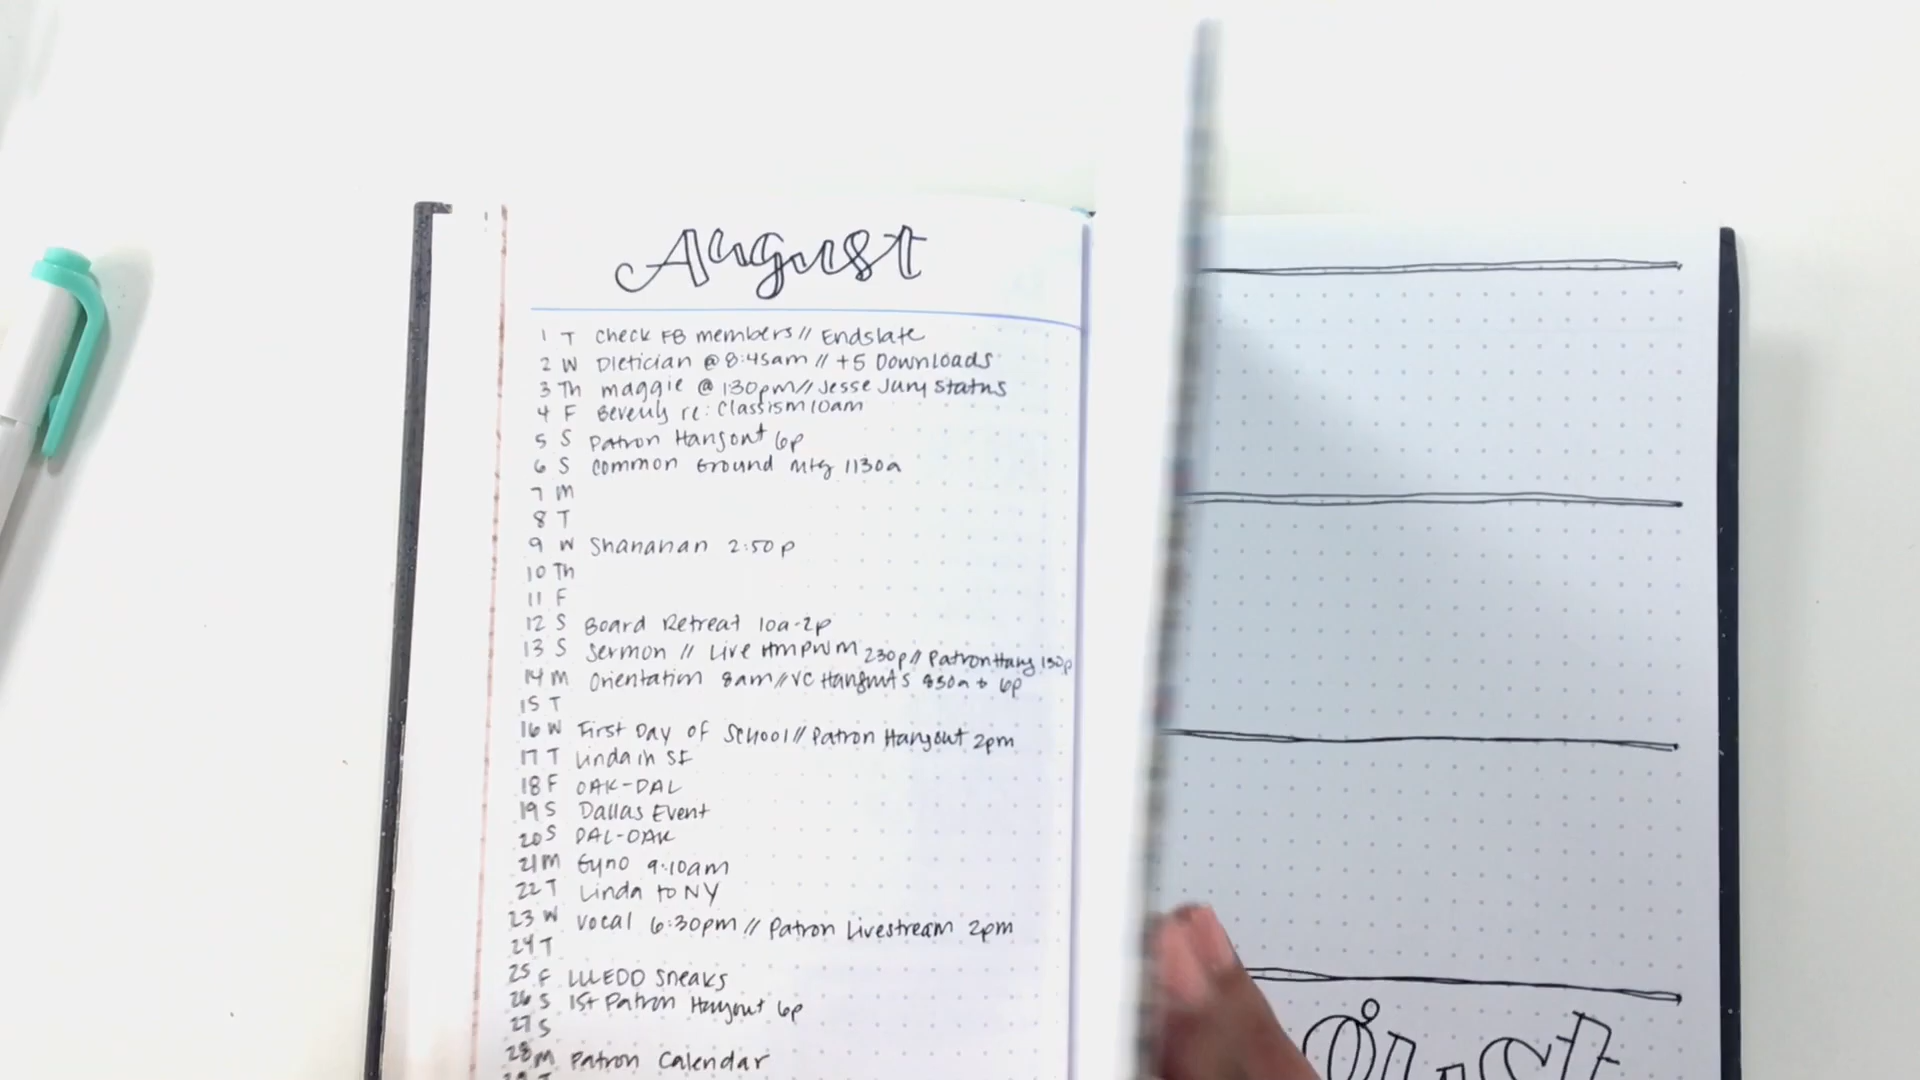 August
1 T Check FB members // Endslate
2 W Dietician @ 8:45am // +5 Downloads
3 Th maggie @ 130pm // Jesse Jury Status
4 F Beverly re: Classism 10am
5 S Patron Hangout 6p
6 S Common Ground Mtg 1130a
7 M
8 T
9 W Shanahan 2:50p
10 Th
11 F
12 S Board Retreat 10a-2p
13 S Sermon // Live HMPWM 230p // Patron Hang 130p
14 M Orientation 8am // VC Hangouts 830a + 6p
15 T
16 W First Day of School // Patron Hangout 2pm
17 T Linda in SF
18 F OAK-DAL
19 S Dallas Event
20 S DAL-OAK
21 M Gyno 9:10am
22 T Linda to NY
23 W Vocal 6:30pm // Patron Livestream 2pm
24 T
25 F Sneaks
26 S 1st Patron Hangout 6p
27 S
28 M Patron Calendar